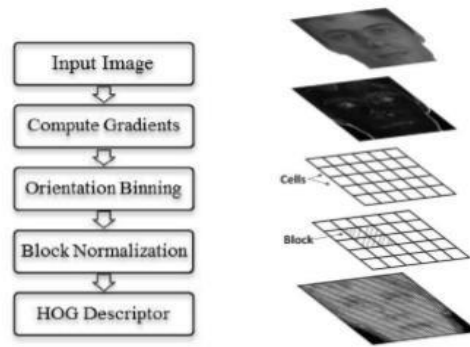 Input Image
Compute Gradients
Orientation Binning
Cells
Block Normalization
Block
HOG Descriptor